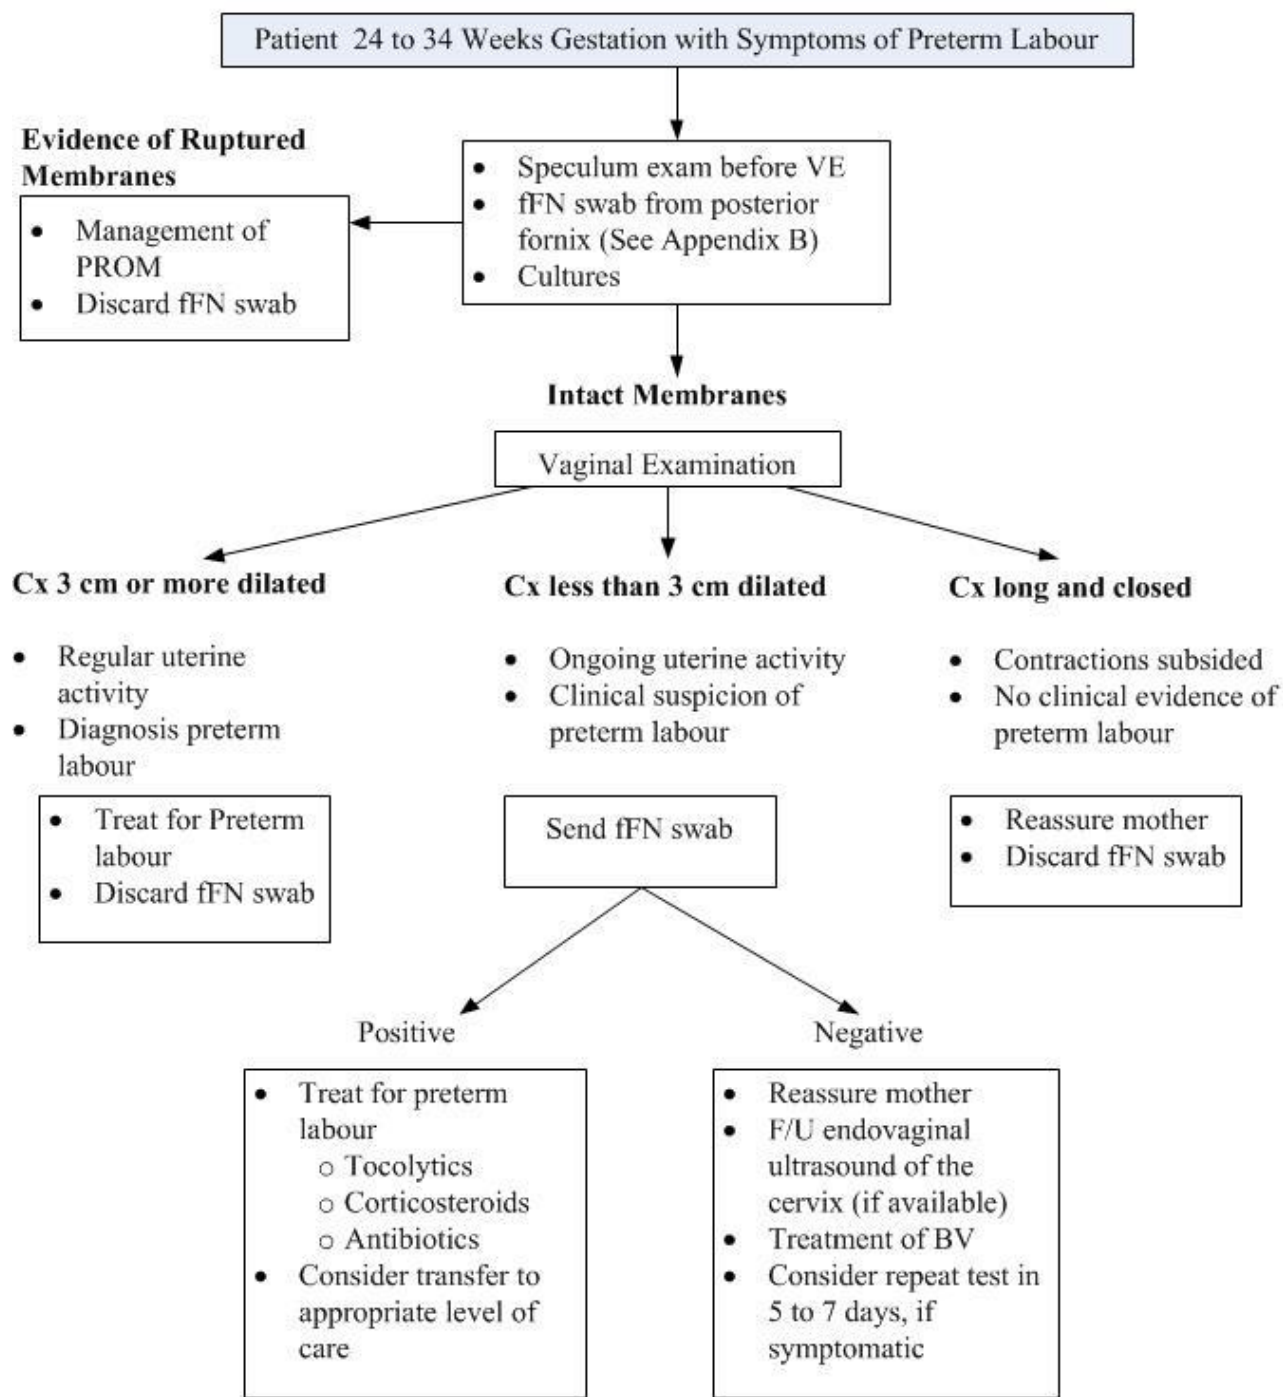 Patient 24 to 34 Weeks Gestation with Symptoms of Preterm Labour
Evidence of Ruptured
Membranes
• Management of
PROM
• Discard fFN swab
• Speculum exam before VE
• fFN swab from posterior
fornix (See Appendix B)
• Cultures
Intact Membranes
Vaginal Examination
Cx 3 cm or more dilated
• Regular uterine
activity
• Diagnosis preterm
labour
• Treat for Preterm
labour
• Discard fFN swab
Cx less than 3 cm dilated
• Ongoing uterine activity
• Clinical suspicion of
preterm labour
Send fFN swab
Cx long and closed
• Contractions subsided
• No clinical evidence of
preterm labour
• Reassure mother
• Discard fFN swab
Positive
• Treat for preterm
labour
o Tocolytics
o Corticosteroids
o Antibiotics
• Consider transfer to
appropriate level of
care
Negative
• Reassure mother
• F/U endovaginal
ultrasound of the
cervix (if available)
• Treatment of BV
• Consider repeat test in
5 to 7 days, if
symptomatic